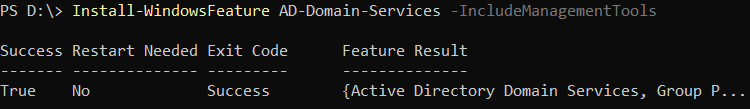 PS D:\> Install-WindowsFeature AD-Domain-Services -IncludeManagementTools
Success Restart Needed Exit Code      Feature Result
------- -------------- ---------      --------------
True    No             Success        {Active Directory Domain Services, Group P...